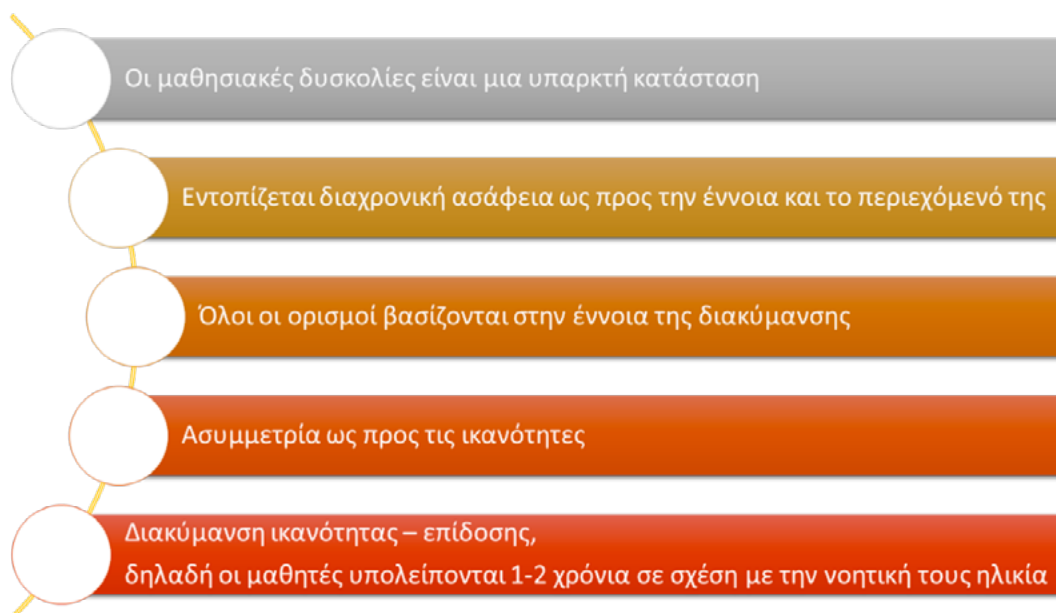 Οι μαθησιακές δυσκολίες είναι μια υπαρκτή κατάσταση
Εντοπίζεται διαχρονική ασάφεια ως προς την έννοια και το περιεχόμενό της
Όλοι οι ορισμοί βασίζονται στην έννοια της διακύμανσης
Ασυμμετρία ως προς τις ικανότητες
Διακύμανση ικανότητας – επίδοσης,
δηλαδή οι μαθητές υπολείπονται 1-2 χρόνια σε σχέση με την νοητική τους ηλικία